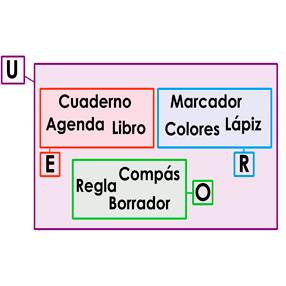 U
Cuaderno
Agenda Libro
E
Marcador
Colores Lápiz
R
Compás
Regla
Borrador
O